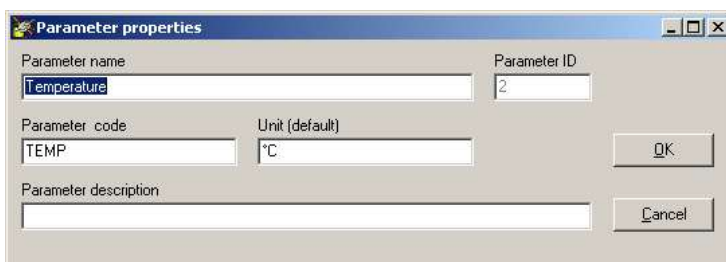 Parameter properties
Parameter name Parameter ID
Temperature 2
Parameter code Unit (default)
TEMP °C OK
Parameter description
Cancel